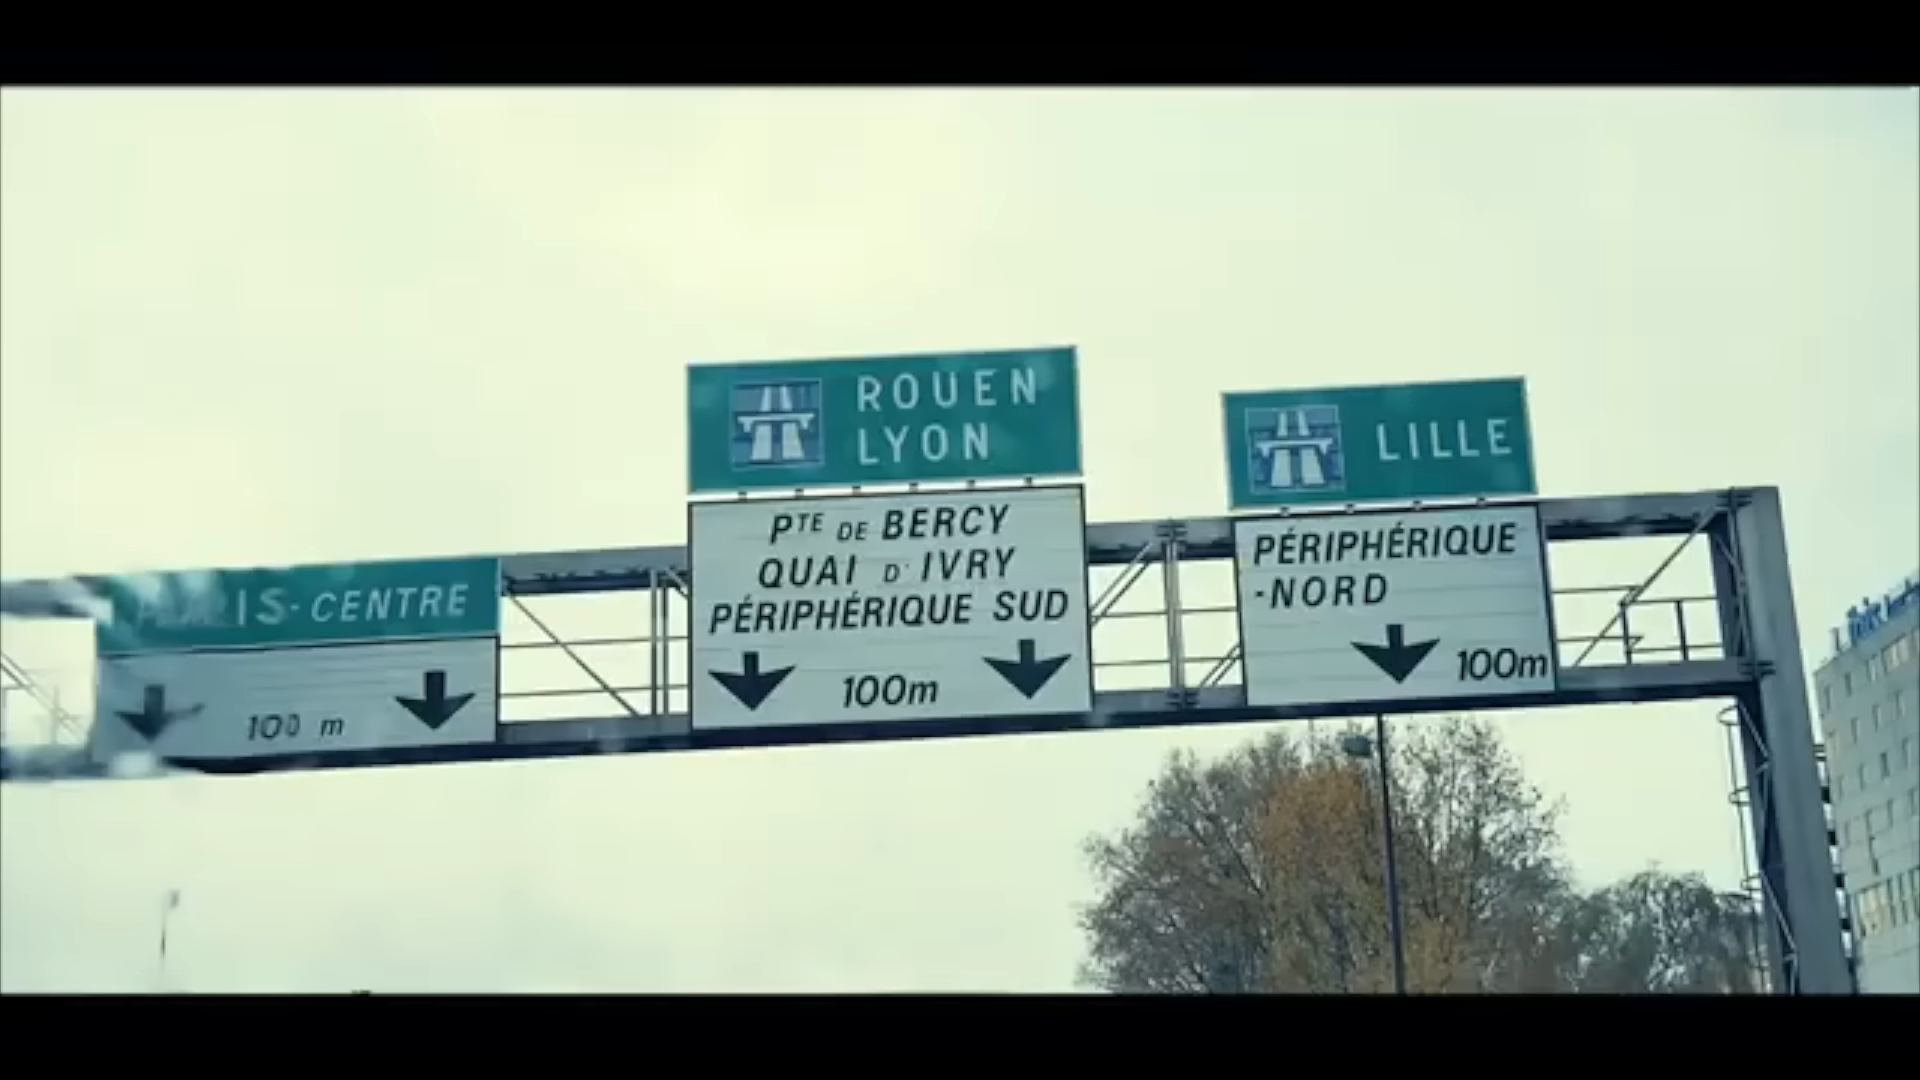 IS-CENTRE
100 m
ROUEN
LYON
PTE DE BERCY
QUAI D'IVRY
PÉRIPHÉRIQUE SUD
100m
LILLE
PÉRIPHÉRIQUE
-NORD
100m